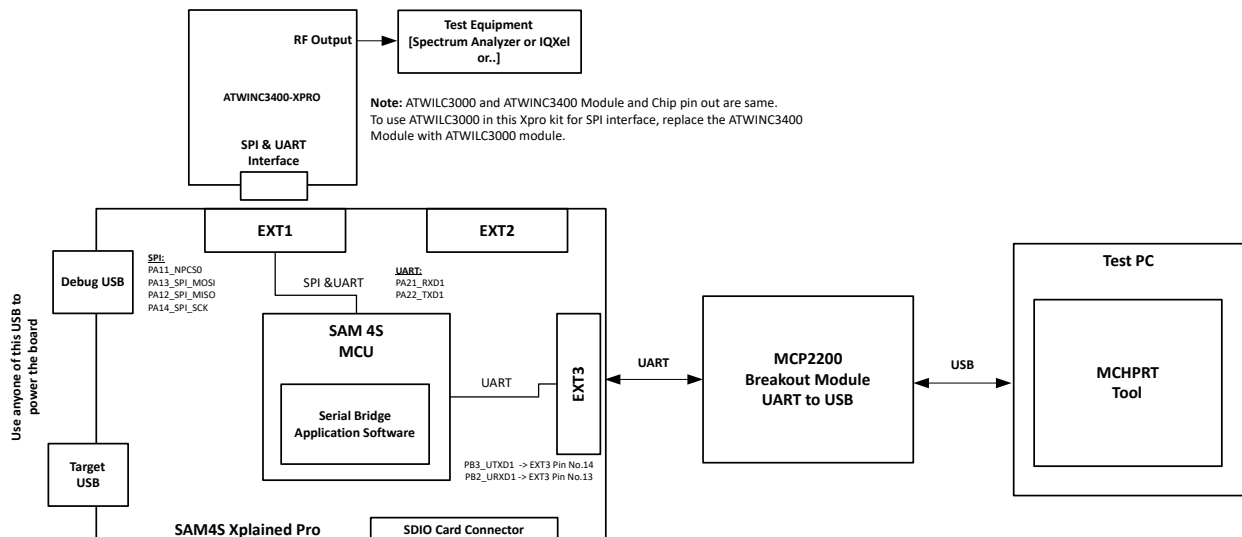 RF Output
Test Equipment
[Spectrum Analyzer or IQXel
or..]
ATWINC3400-XPRO
Note: ATWILC3000 and ATWINC3400 Module and Chip pin out are same.
To use ATWILC3000 in this Xpro kit for SPI interface, replace the ATWINC3400
Module with ATWILC3000 module.
SPI & UART
Interface
EXT1
EXT2
Use anyone of this USB to
power the board
Debug USB
SPI:
PA11_NPCS0
PA13_SPI_MOSI
PA12_SPI_MISO
PA14_SPI_SCK
SPI &UART
UART:
PA21_RXD1
PA22_TXD1
SAM 4S
MCU
Serial Bridge
Application Software
UART
EXT3
UART
MCP2200
Breakout Module
UART to USB
USB
Test PC
MCHPRT
Tool
Target
USB
PB3_UTXD1 -> EXT3 Pin No.14
PB2_URXD1 -> EXT3 Pin No.13
SAM4S Xplained Pro
SDIO Card Connector